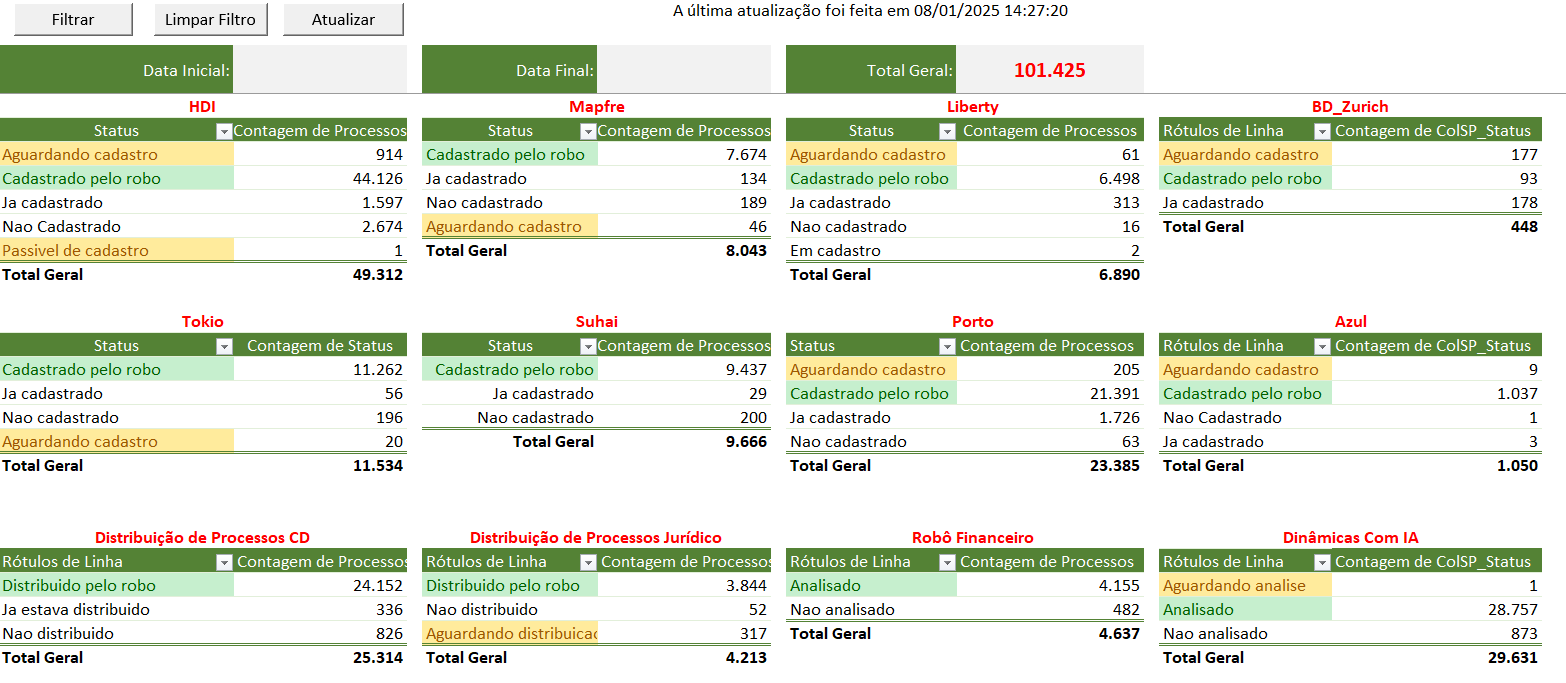 Filtrar Limpar Filtro Atualizar A última atualização foi feita em 08/01/2025 14:27:20
Data Inicial: Data Final: Total Geral: 101.425
HDI
Status Contagem de Processos
Aguardando cadastro 914
Cadastrado pelo robo 44.126
Ja cadastrado 1.597
Nao Cadastrado 2.674
Passivel de cadastro 1
Total Geral 49.312
Mapfre
Status Contagem de Processos
Cadastrado pelo robo 7.674
Ja cadastrado 134
Nao cadastrado 189
Aguardando cadastro 46
Total Geral 8.043
Liberty
Status Contagem de Processos
Aguardando cadastro 61
Cadastrado pelo robo 6.498
Ja cadastrado 313
Nao cadastrado 16
Em cadastro 2
Total Geral 6.890
BD_Zurich
Rótulos de Linha Contagem de ColSP_Status
Aguardando cadastro 177
Cadastrado pelo robo 93
Ja cadastrado 178
Total Geral 448
Tokio
Status Contagem de Status
Cadastrado pelo robo 11.262
Ja cadastrado 56
Nao cadastrado 196
Aguardando cadastro 20
Total Geral 11.534
Suhai
Status Contagem de Processos
Cadastrado pelo robo 9.437
Ja cadastrado 29
Nao cadastrado 200
Total Geral 9.666
Porto
Status Contagem de Processos
Aguardando cadastro 205
Cadastrado pelo robo 21.391
Ja cadastrado 1.726
Nao cadastrado 63
Total Geral 23.385
Azul
Rótulos de Linha Contagem de ColSP_Status
Aguardando cadastro 9
Cadastrado pelo robo 1.037
Nao Cadastrado 1
Ja cadastrado 3
Total Geral 1.050
Distribuição de Processos CD
Rótulos de Linha Contagem de Processos
Distribuido pelo robo 24.152
Ja estava distribuido 336
Nao distribuido 826
Total Geral 25.314
Distribuição de Processos Jurídico
Rótulos de Linha Contagem de Processos
Distribuido pelo robo 3.844
Nao distribuido 52
Aguardando distribuicao 317
Total Geral 4.213
Robô Financeiro
Rótulos de Linha Contagem de Processos
Analisado 4.155
Nao analisado 482
Total Geral 4.637
Dinâmicas Com IA
Rótulos de Linha Contagem de ColSP_Status
Aguardando analise 1
Analisado 28.757
Nao analisado 873
Total Geral 29.631